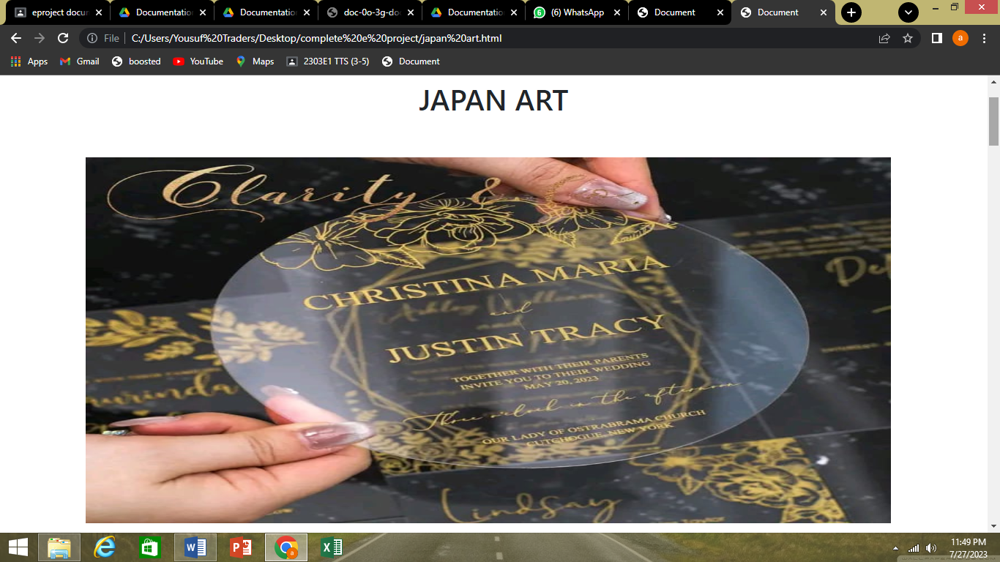 eproject docum
Documentatio
Documentatio
doc-0o-3g-doc
Documentatio
6
(6) WhatsApp
Document
Document
File
C:/Users/Yousuf%20Traders/Desktop/complete%20e%20project/japan%20art.html
a
Apps
Gmail
boosted
YouTube
Maps
2303E1 TTS (3-5)
Document
JAPAN ART
Clarity &
CHRISTINA MARIA
and
JUSTIN TRACY
TOGETHER WITH THEIR PARENTS
INVITE YOU TO THEIR WEDDING
MAY 20, 2023
Three o'clock in the afternoon
OUR LADY OF OSTRABRAMA CHURCH
CUTCHOGUE, NEW YORK
Lindsay
11:49 PM
7/27/2023